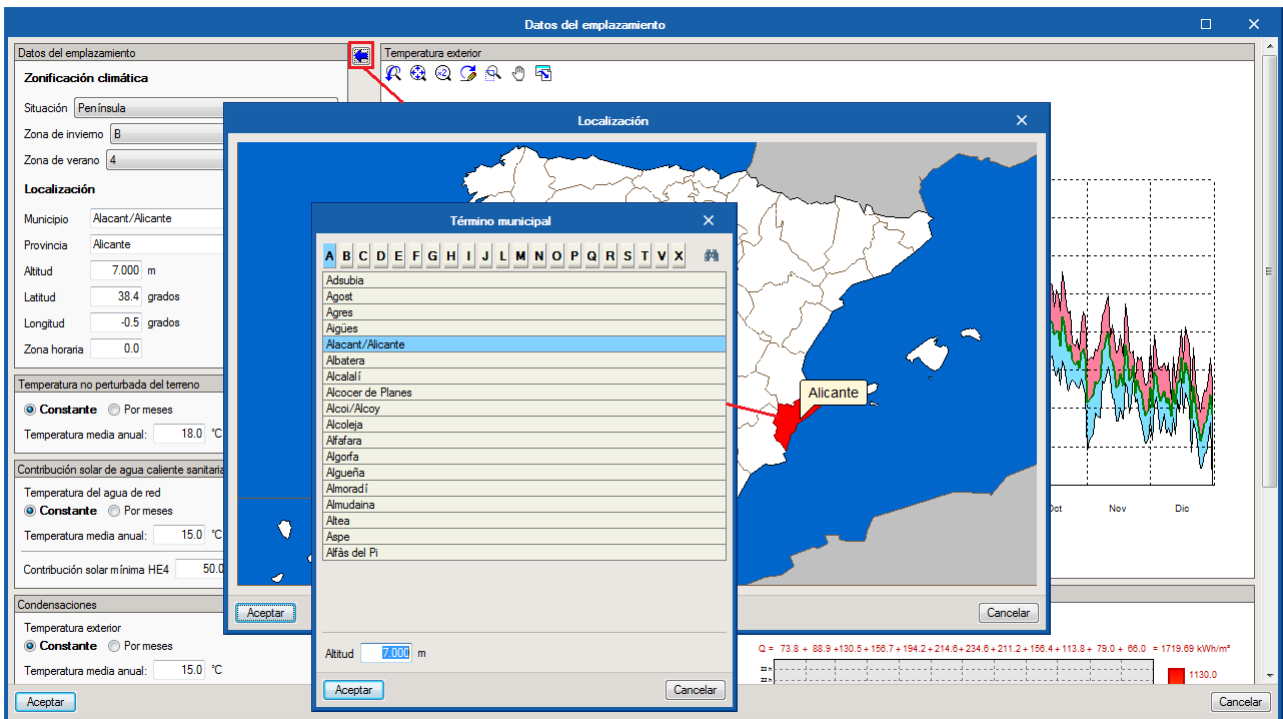 Datos del emplazamiento
Datos del emplazamiento
Zonificación climática
Situación Península
Zona de invierno B
Zona de verano 4
Localización
Municipio Alacant/Alicante
Provincia Alicante
Altitud 7.000 m
Latitud 38.4 grados
Longitud -0.5 grados
Zona horaria 0.0
Temperatura no perturbada del terreno
Constante Por meses
Temperatura media anual: 18.0 °C
Contribución solar de agua caliente sanitaria
Temperatura del agua de red
Constante Por meses
Temperatura media anual: 15.0 °C
Contribución solar mínima HE4 50.0
Condensaciones
Temperatura exterior
Constante Por meses
Temperatura media anual: 15.0 °C
Aceptar
Temperatura exterior
x2
Localización
Alicante
Aceptar
Cancelar
Término municipal
A B C D E F G H I J L M N O P Q R S T V X
Adsubia
Agost
Agres
Aigües
Alacant/Alicante
Albatera
Alcalalí
Alcocer de Planes
Alcoi/Alcoy
Alcoleja
Alfafara
Algorfa
Algueña
Almoradí
Almudaina
Altea
Aspe
Alfàs del Pi
Altitud 7.000 m
Aceptar
Cancelar
Nov Dic
Q = 73.8 + 88.9 +130.5 + 156.7 + 194.2 + 214.6 + 234.6 + 211.2 + 156.4 + 113.8 + 79.0 + 66.0 = 1719.69 kWh/m²
1130.0
Cancelar